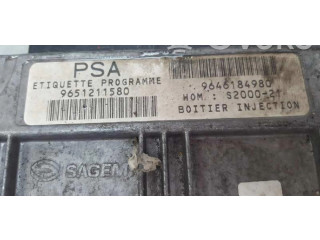 PSA
ETIQUETTE PROGRAMME
9651211580
9646184980
HOM. : S2000-21
BOITIER INJECTION
SAGEM